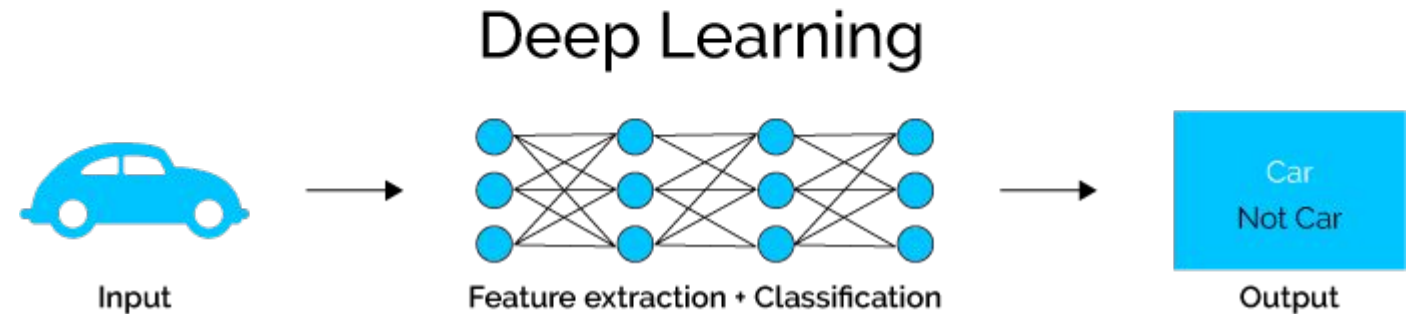 Deep Learning
Car
Not Car
Input
Feature extraction + Classification
Output